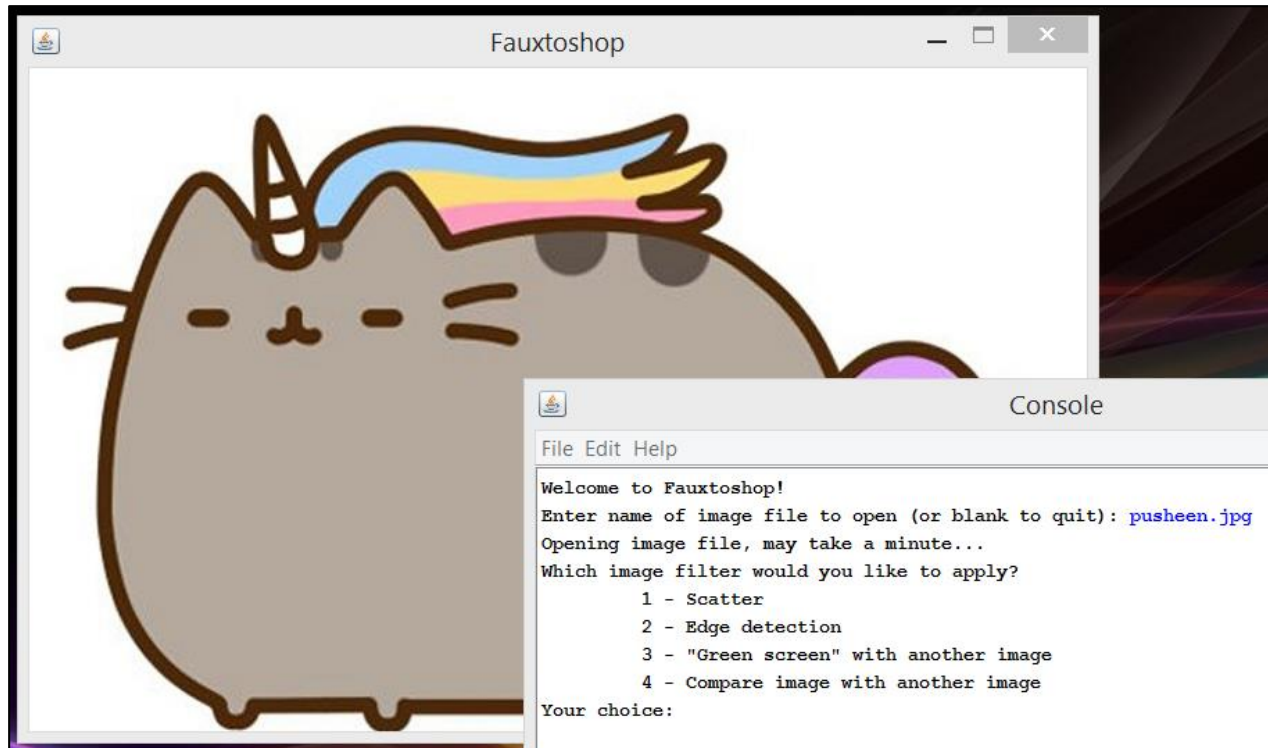 Fauxtoshop
Console
File Edit Help
Welcome to Fauxtoshop!
Enter name of image file to open (or blank to quit): pusheen.jpg
Opening image file, may take a minute...
Which image filter would you like to apply?
1 - Scatter
2 - Edge detection
3 - "Green screen" with another image
4 - Compare image with another image
Your choice: